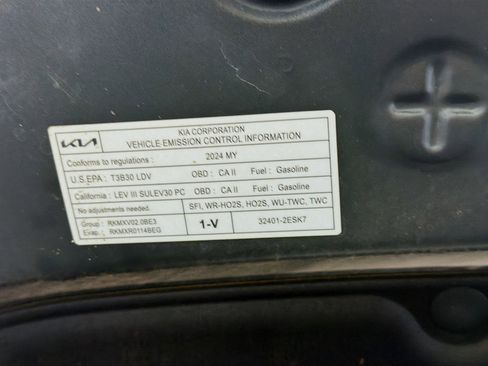 KIA
KIA CORPORATION
VEHICLE EMISSION CONTROL INFORMATION
Conforms to regulations : 2024 MY
U.S.EPA : T3B30 LDV OBD : CA II Fuel : Gasoline
California : LEV III SULEV30 PC OBD : CA II Fuel : Gasoline
No adjustments needed. SFI, WR-HO2S, HO2S, WU-TWC, TWC
Group : RKMXV02.0BE3 1-V 32401-2ESK7
Evap. : RKMXR0114BEG